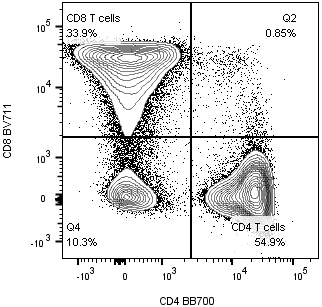 CD8 T cells
33.9%
Q2
0.85%
Q4
10.3%
CD4 T cells
54.9%
CD8 BV711
10^5
10^4
10^3
0
-10^3
-10^3
0
10^3
10^4
10^5
CD4 BB700